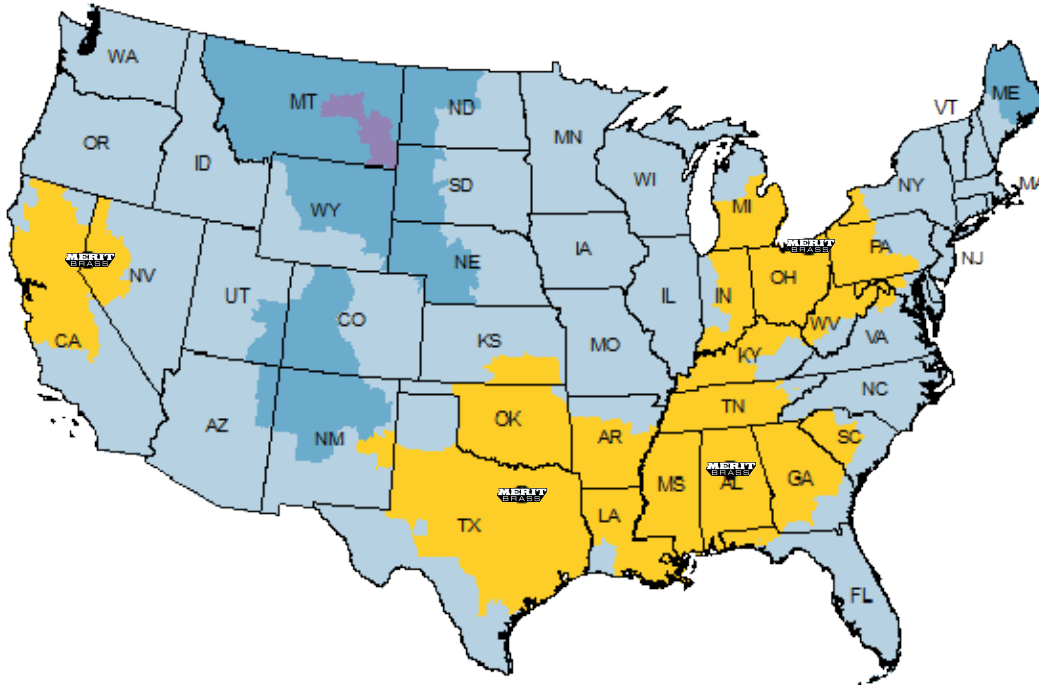 WA
MT
ND
MN
ME
VT
OR
ID
SD
WI
NY
MA
WY
MI
MERIT
BRASS
MERIT
BRASS
NV
NE
IA
PA
OH
NJ
UT
IL
IN
CO
WV
CA
KS
MO
KY
VA
AZ
NM
OK
AR
TN
NC
SC
MERIT
BRASS
AL
MS
GA
MERIT
BRASS
TX
LA
FL